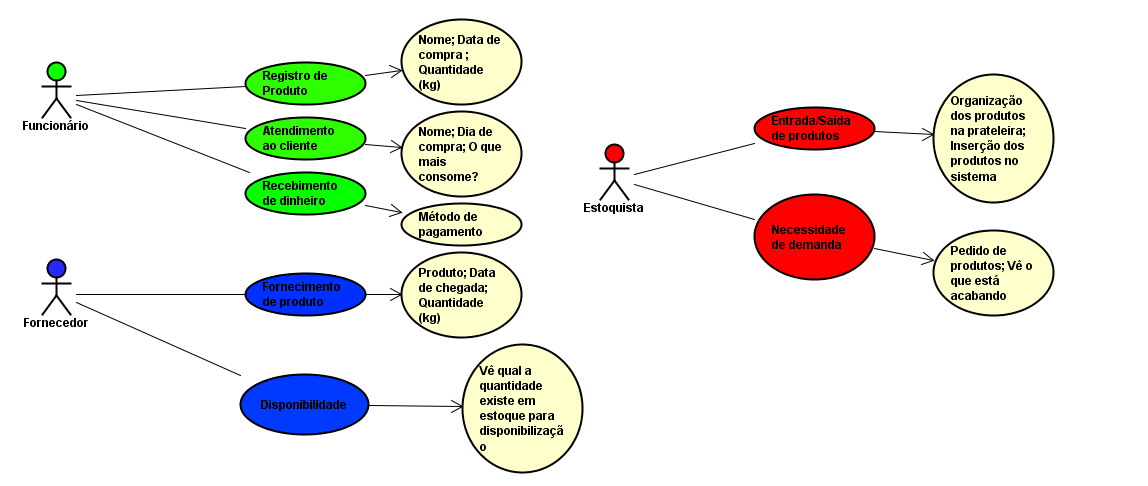 Nome; Data de
compra ;
Quantidade
(kg)
Registro de
Produto
Funcionário
Atendimento
ao cliente
Nome; Dia de
compra; O que
mais
consome?
Recebimento
de dinheiro
Método de
pagamento
Fornecedor
Fornecimento
de produto
Produto; Data
de chegada;
Quantidade
(kg)
Disponibilidade
Vê qual a
quantidade
existe em
estoque para
disponibilizaçã
o
Estoquista
Entrada/Saída
de produtos
Organização
dos produtos
na prateleira;
Inserção dos
produtos no
sistema
Necessidade
de demanda
Pedido de
produtos; Vê o
que está
acabando